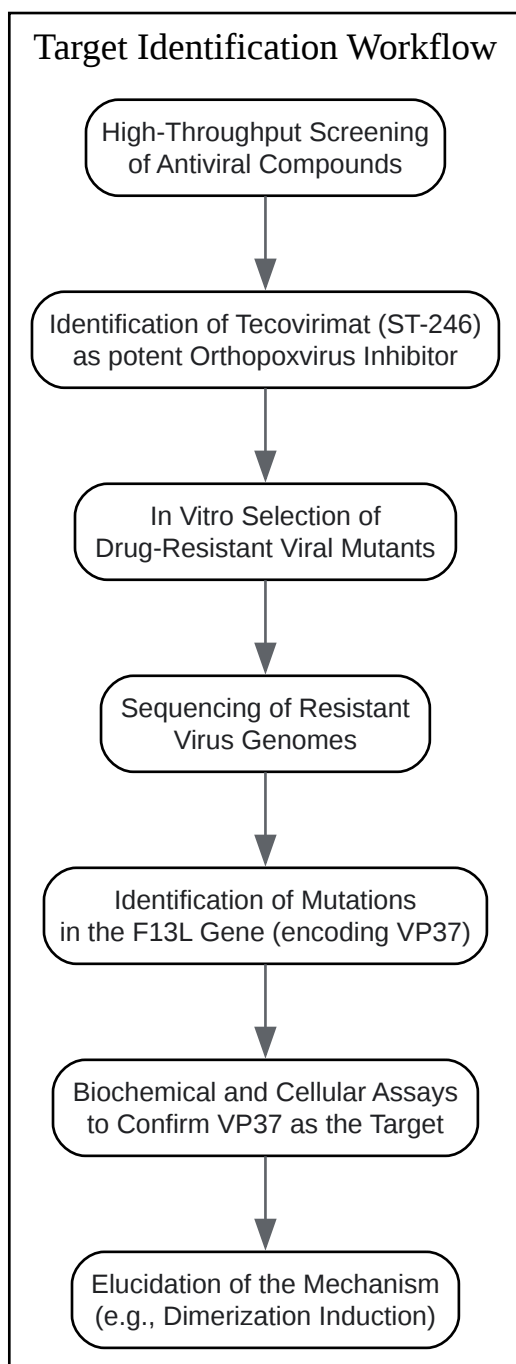 Target Identification Workflow
High-Throughput Screening
of Antiviral Compounds
Identification of Tecovirimat (ST-246)
as potent Orthopoxvirus Inhibitor
In Vitro Selection of
Drug-Resistant Viral Mutants
Sequencing of Resistant
Virus Genomes
Identification of Mutations
in the F13L Gene (encoding VP37)
Biochemical and Cellular Assays
to Confirm VP37 as the Target
Elucidation of the Mechanism
(e.g., Dimerization Induction)